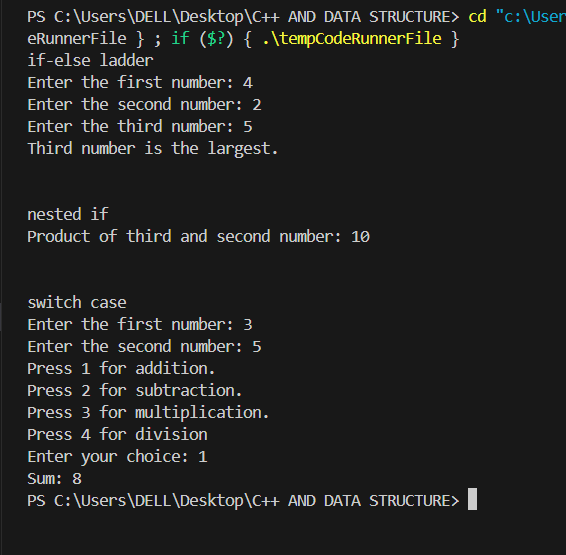 PS C:\Users\DELL\Desktop\C++ AND DATA STRUCTURE> cd "c:\User
eRunnerFile } ; if ($?) { .\tempCodeRunnerFile }
if-else ladder
Enter the first number: 4
Enter the second number: 2
Enter the third number: 5
Third number is the largest.
nested if
Product of third and second number: 10
switch case
Enter the first number: 3
Enter the second number: 5
Press 1 for addition.
Press 2 for subtraction.
Press 3 for multiplication.
Press 4 for division
Enter your choice: 1
Sum: 8
PS C:\Users\DELL\Desktop\C++ AND DATA STRUCTURE>